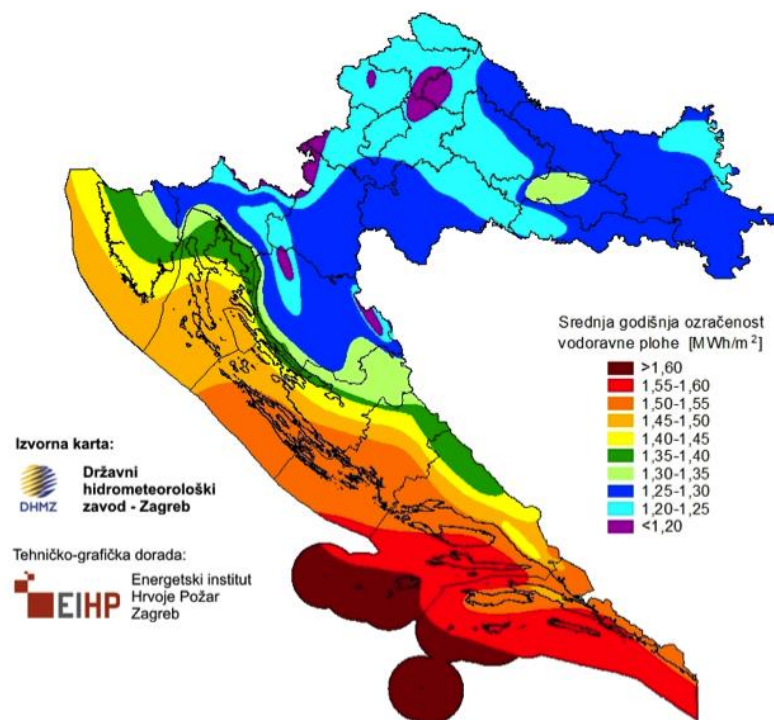 Srednja godišnja ozračenost
vodoravne plohe [MWh/m²]
>1,60
1,55-1,60
1,50-1,55
1,45-1,50
1,40-1,45
1,35-1,40
1,30-1,35
1,25-1,30
1,20-1,25
<1,20
Izvorna karta:
DHMZ
Državni
hidrometeorološki
zavod - Zagreb
Tehničko-grafička dorada:
EIHP
Energetski institut
Hrvoje Požar
Zagreb